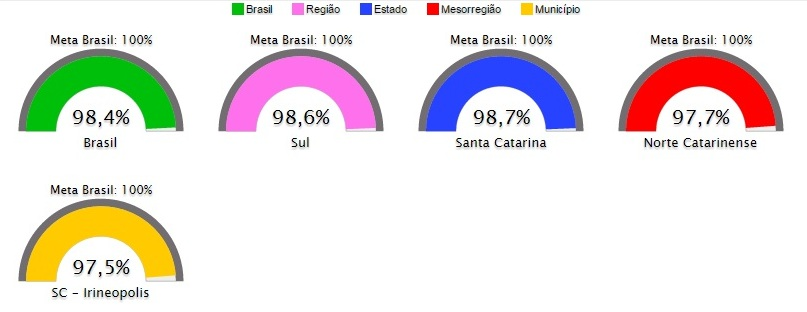 Brasil Região Estado Mesorregião Município
Meta Brasil: 100% Meta Brasil: 100% Meta Brasil: 100% Meta Brasil: 100%
98,4% 98,6% 98,7% 97,7%
Brasil Sul Santa Catarina Norte Catarinense
Meta Brasil: 100%
97,5%
SC - Irineopolis